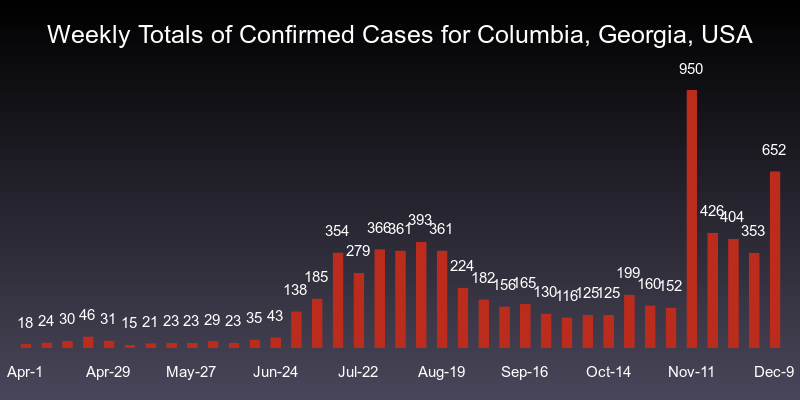 Weekly Totals of Confirmed Cases for Columbia, Georgia, USA
18 24 30 46 31 15 21 23 23 29 23 35 43 138 185 354 279 366 361 393 361 224 182 156 165 130 116 125 125 199 160 152 950 426 404 353 652
Apr-1 Apr-29 May-27 Jun-24 Jul-22 Aug-19 Sep-16 Oct-14 Nov-11 Dec-9